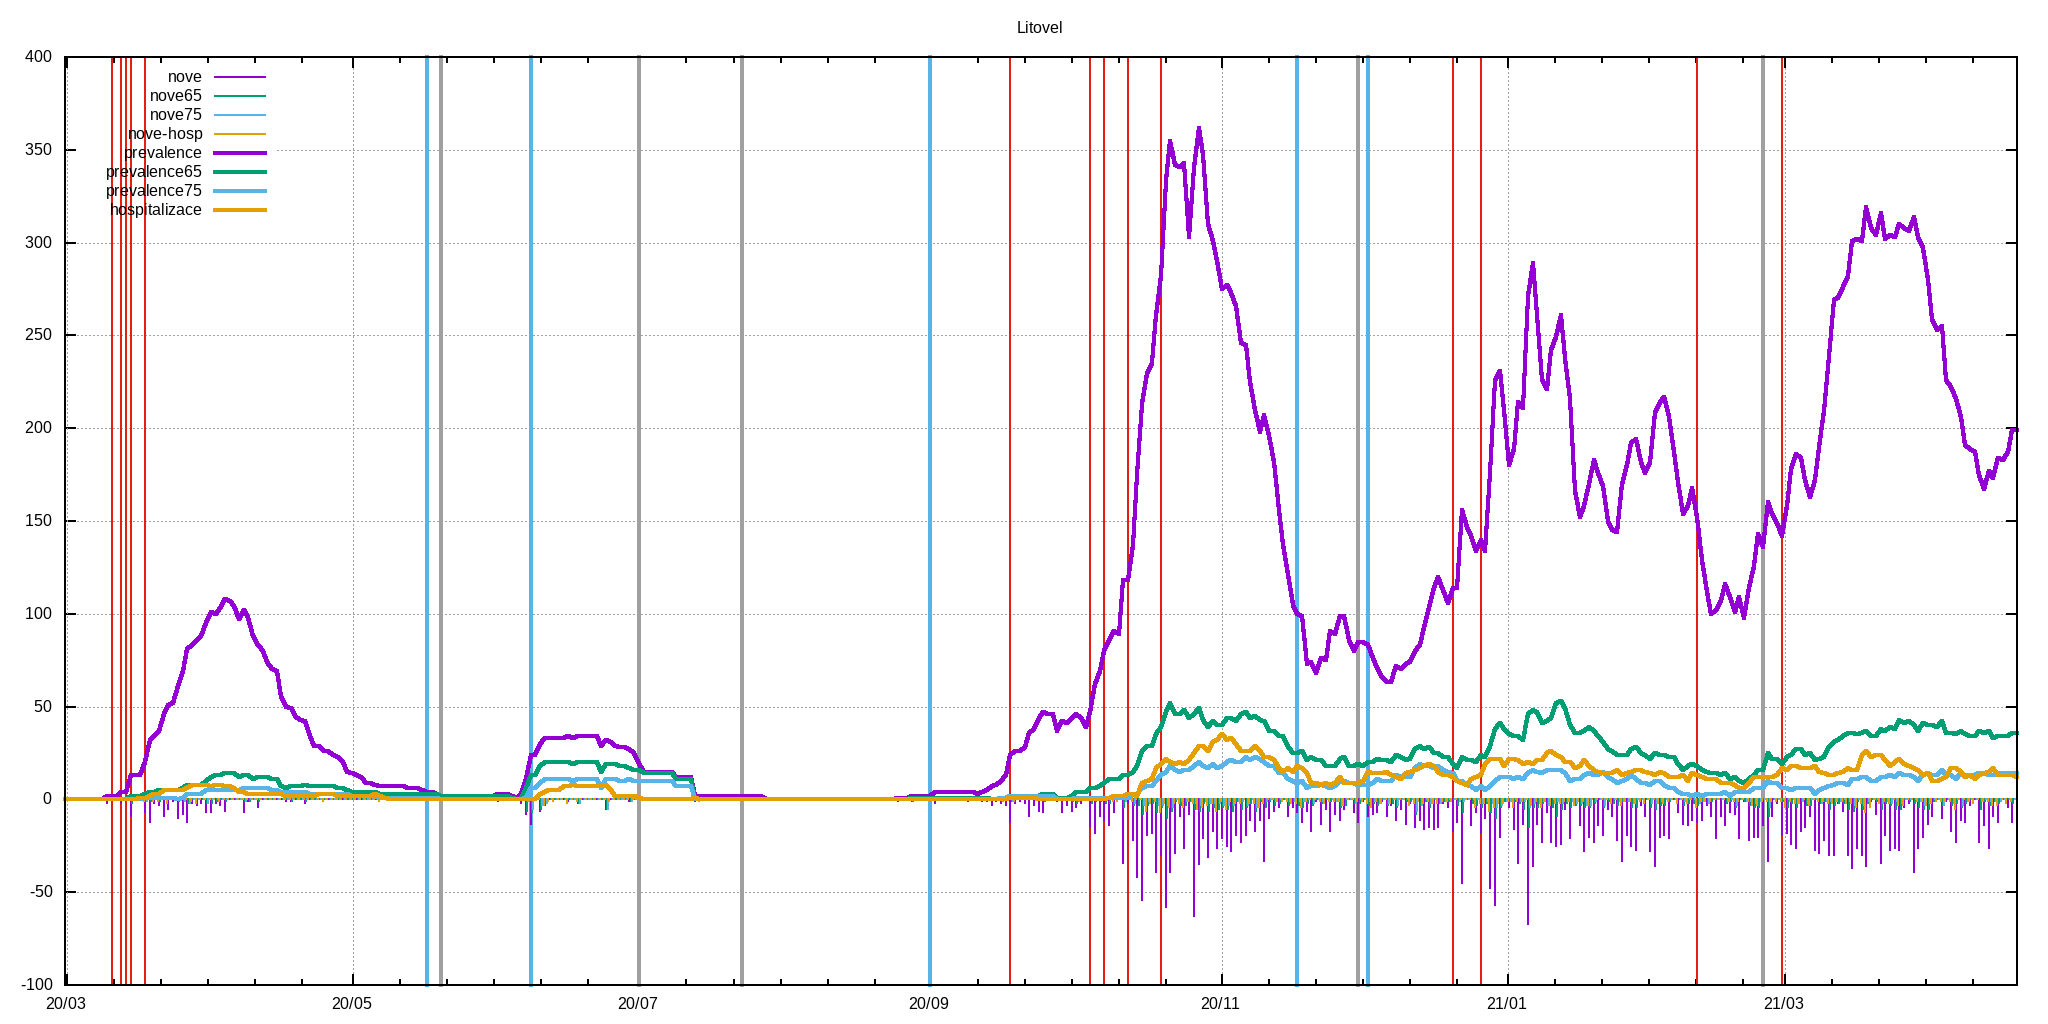 Litovel
400
350
300
250
200
150
100
50
0
-50
-100
nove
nove65
nove75
nove-hosp
prevalence
prevalence65
prevalence75
hospitalizace
20/03 20/05 20/07 20/09 20/11 21/01 21/03